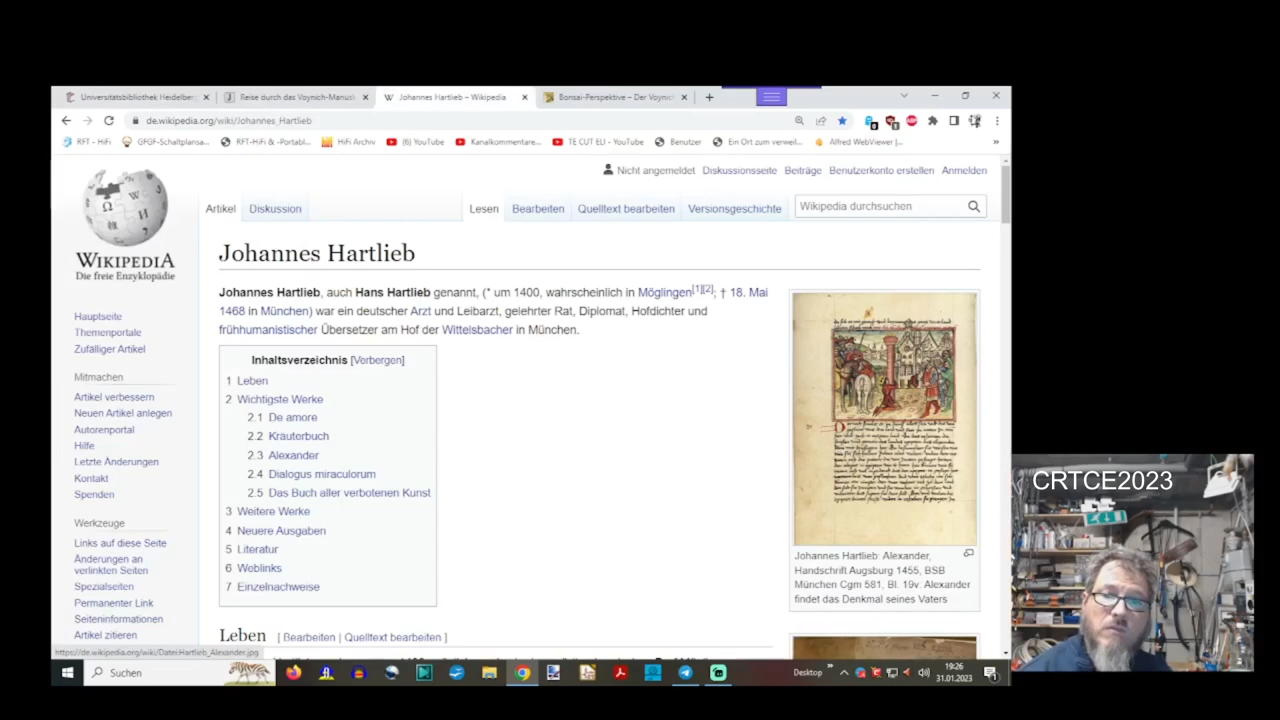 Universitätsbibliothek Heidelber
Reise durch das Voynich-Manusk
Johannes Hartlieb – Wikipedia
Bonsai-Perspektive – Der Voynic
de.wikipedia.org/wiki/Johannes_Hartlieb
RFT - HiFi
GFGF-Schaltplansa...
RFT-HiFi & -Portabl...
HiFi Archiv
(6) YouTube
Kanalkommentare...
TE CUT EU - YouTube
Benutzer
Ein Ort zum verweil...
Alfred WebViewer |...
»
Nicht angemeldet Diskussionsseite Beiträge Benutzerkonto erstellen Anmelden
Artikel Diskussion Lesen Bearbeiten Quelltext bearbeiten Versionsgeschichte Wikipedia durchsuchen
WIKIPEDIA
Die freie Enzyklopädie
Hauptseite
Themenportale
Zufälliger Artikel
Mitmachen
Artikel verbessern
Neuen Artikel anlegen
Autorenportal
Hilfe
Letzte Änderungen
Kontakt
Spenden
Werkzeuge
Links auf diese Seite
Änderungen an
verlinkten Seiten
Spezialseiten
Permanenter Link
Seiteninformationen
Artikel zitieren
Johannes Hartlieb
Johannes Hartlieb, auch Hans Hartlieb genannt, (* um 1400, wahrscheinlich in Möglingen[1][2]; † 18. Mai
1468 in München) war ein deutscher Arzt und Leibarzt, gelehrter Rat, Diplomat, Hofdichter und
frühhumanistischer Übersetzer am Hof der Wittelsbacher in München.
Inhaltsverzeichnis [Verbergen]
1 Leben
2 Wichtigste Werke
2.1 De amore
2.2 Kräuterbuch
2.3 Alexander
2.4 Dialogus miraculorum
2.5 Das Buch aller verbotenen Kunst
3 Weitere Werke
4 Neuere Ausgaben
5 Literatur
6 Weblinks
7 Einzelnachweise
Leben [ Bearbeiten | Quelltext bearbeiten ]
Johannes Hartlieb: Alexander,
Handschrift Augsburg 1455, BSB
München Cgm 581, Bl. 19v. Alexander
findet das Denkmal seines Vaters
CRTCE2023
https://de.wikipedia.org/wiki/Datei:Hartlieb_Alexander.jpg
Suchen
Desktop »
19:26
31.01.2023